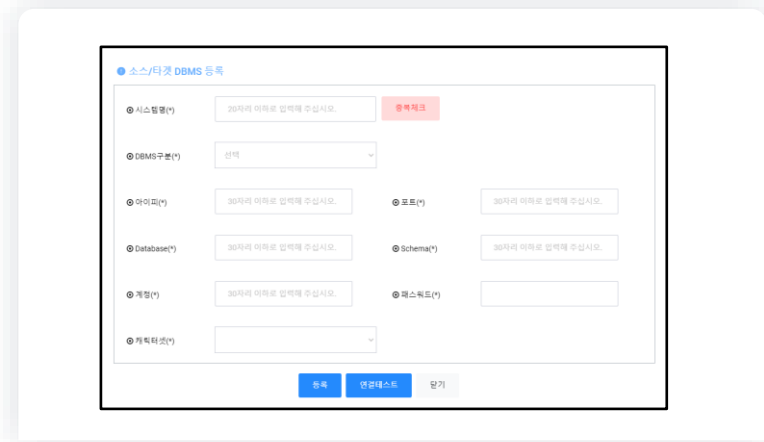 소스/타겟 DBMS 등록
시스템명(*)
20자리 이하로 입력해 주십시오.
중복체크
DBMS구분(*)
선택
아이피(*)
30자리 이하로 입력해 주십시오.
포트(*)
30자리 이하로 입력해 주십시오.
Database(*)
30자리 이하로 입력해 주십시오.
Schema(*)
30자리 이하로 입력해 주십시오.
계정(*)
30자리 이하로 입력해 주십시오.
패스워드(*)
캐릭터셋(*)
등록
연결테스트
닫기